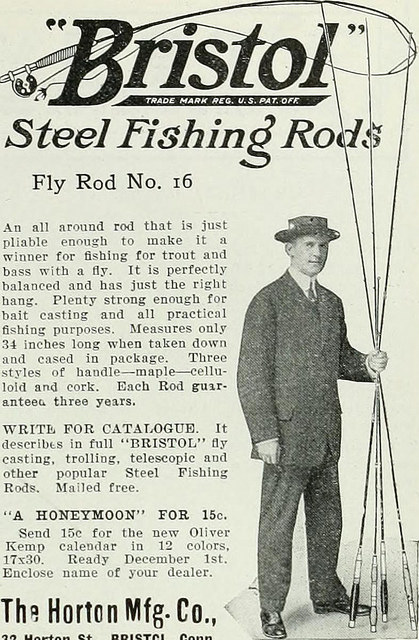 "Bristol"
TRADE MARK REG. U.S. PAT. OFF.
Steel Fishing Rods
Fly Rod No. 16
An all around rod that is just
pliable enough to make it a
winner for fishing for trout and
bass with a fly. It is perfectly
balanced and has just the right
hang. Plenty strong enough for
bait casting and all practical
fishing purposes. Measures only
34 inches long when taken down
and cased in package. Three
styles of handle—maple—cellu-
loid and cork. Each Rod guar-
anteed three years.
WRITE FOR CATALOGUE. It
describes in full "BRISTOL" fly
casting, trolling, telescopic and
other popular Steel Fishing
Rods. Mailed free.
"A HONEYMOON" FOR 15c.
Send 15c for the new Oliver
Kemp calendar in 12 colors,
17x30. Ready December 1st.
Enclose name of your dealer.
The Horton Mfg. Co.,
32 Horton St., BRISTOL, Conn.